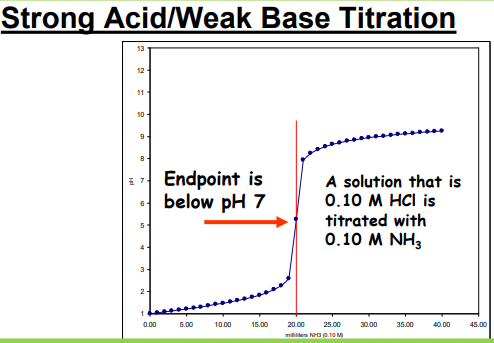 Strong Acid/Weak Base Titration
13
12
11
10
9
8
7
6
5
4
3
2
1
pH
Endpoint is
below pH 7
A solution that is
0.10 M HCl is
titrated with
0.10 M NH₃
0.00 5.00 10.00 15.00 20.00 25.00 30.00 35.00 40.00 45.00
milliliters NH3 (0.10 M)